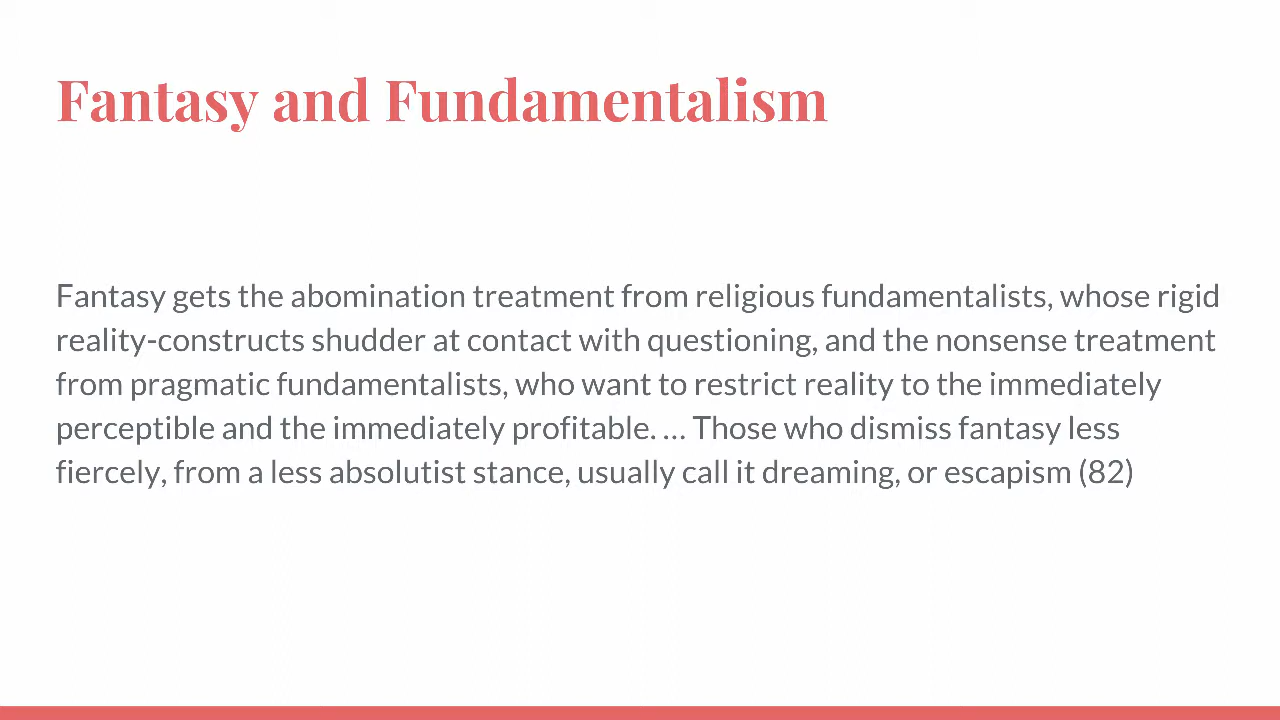 Fantasy and Fundamentalism
Fantasy gets the abomination treatment from religious fundamentalists, whose rigid
reality-constructs shudder at contact with questioning, and the nonsense treatment
from pragmatic fundamentalists, who want to restrict reality to the immediately
perceptible and the immediately profitable. … Those who dismiss fantasy less
fiercely, from a less absolutist stance, usually call it dreaming, or escapism (82)